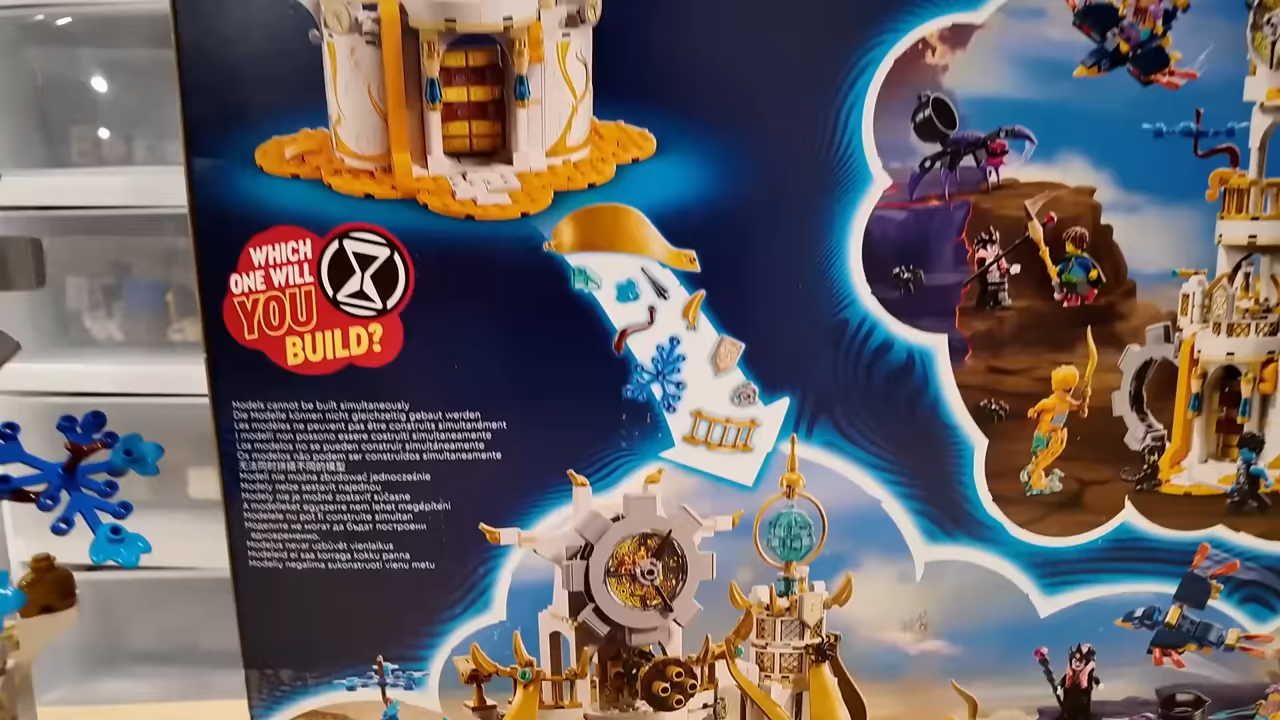 WHICH
ONE WILL
YOU
BUILD?
Models cannot be built simultaneously
Die Modelle können nicht gleichzeitig gebaut werden
Les modèles ne peuvent pas être construits simultanément
I modelli non possono essere costruiti simultaneamente
Los modelos no se pueden construir simultáneamente
Os modelos não podem ser construídos simultaneamente
无法同时拼搭不同的模型
Modeli nie można zbudować jednocześnie
Modely nelze sestavit najednou
Modely nie je možné zostaviť súčasne
A modelleket egyszerre nem lehet megépíteni
Modelele nu pot fi construite simultan
Моделите не могат да бъдат построени
едновременно.
Modelus nevar uzbūvēt vienlaikus
Mudeleid ei saa korraga kokku panna
Modelių negalima sukonstruoti vienu metu